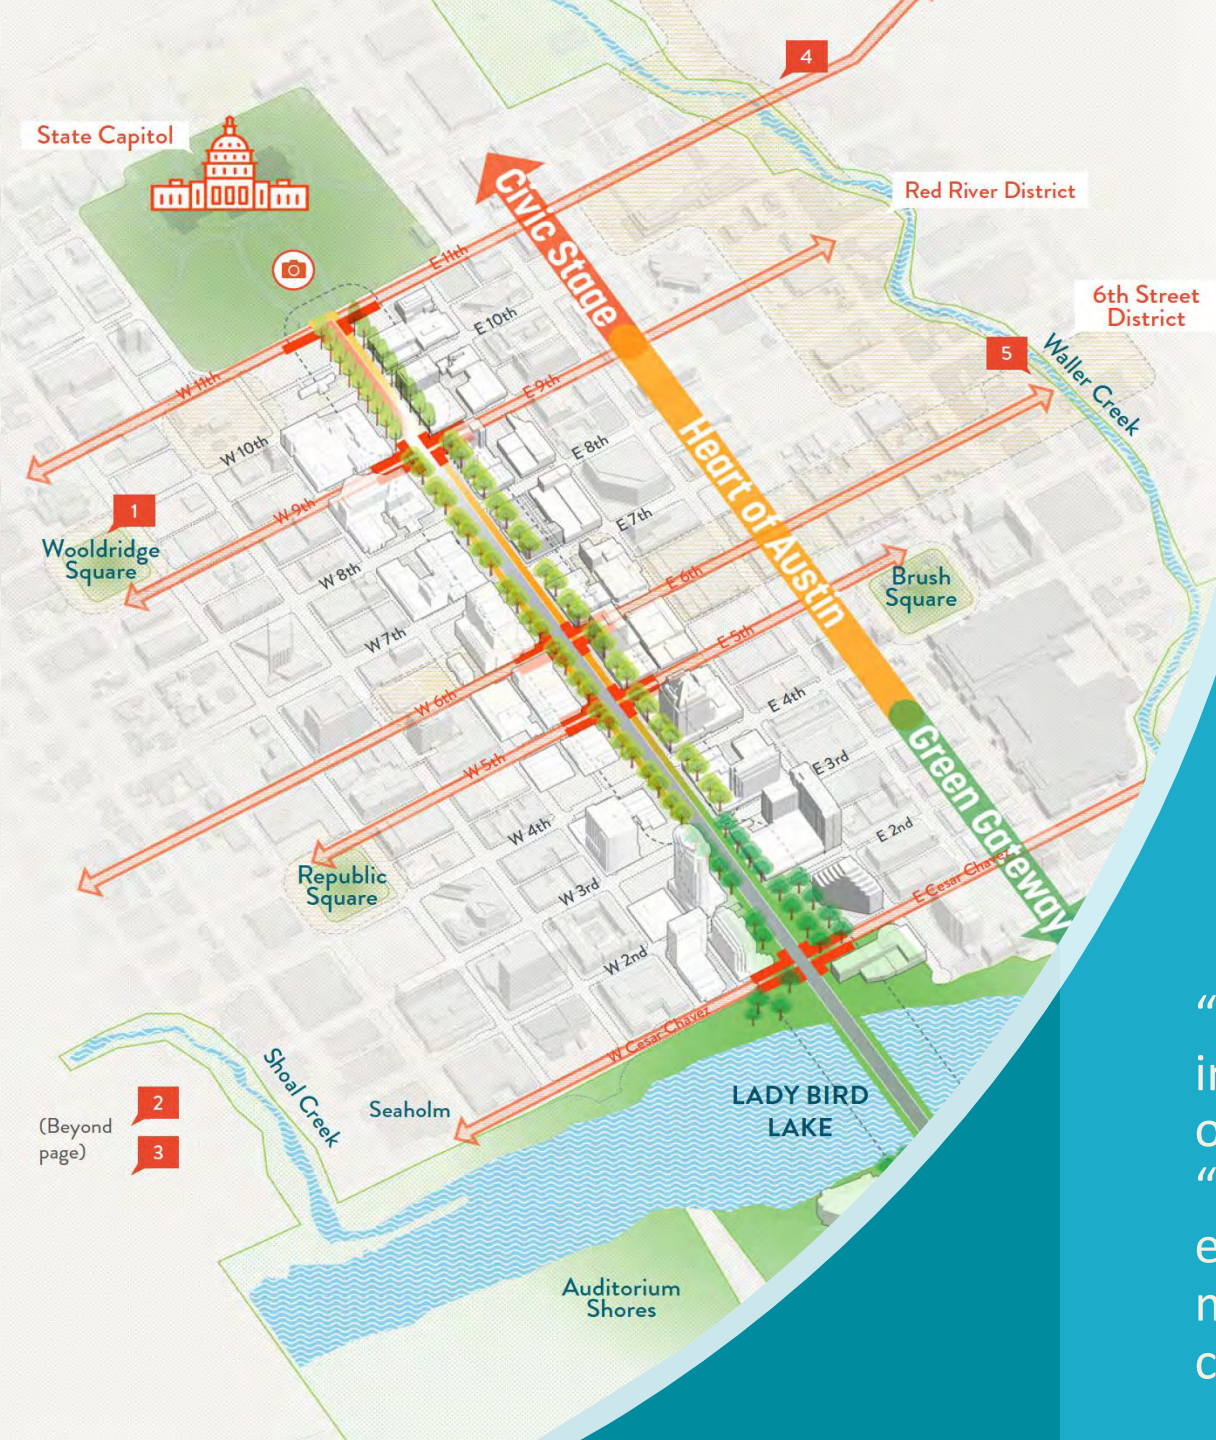 4
State Capitol
Red River District
Civic Stage
E 11th
6th Street
District
E 10th
5
Waller Creek
W 11th
E 9th
W 10th
E 8th
Heart of Austin
1
W 9th
E 7th
Wooldridge
Square
W 8th
E 6th
Brush
Square
W 7th
E 5th
W 6th
E 4th
W 5th
E 3rd
Green Gateway
W 4th
E 2nd
Republic
Square
W 3rd
E Cesar Chavez
W 2nd
W Cesar Chavez
Shoal Creek
LADY BIRD
LAKE
Seaholm
2
(Beyond
page)
3
Auditorium
Shores
“